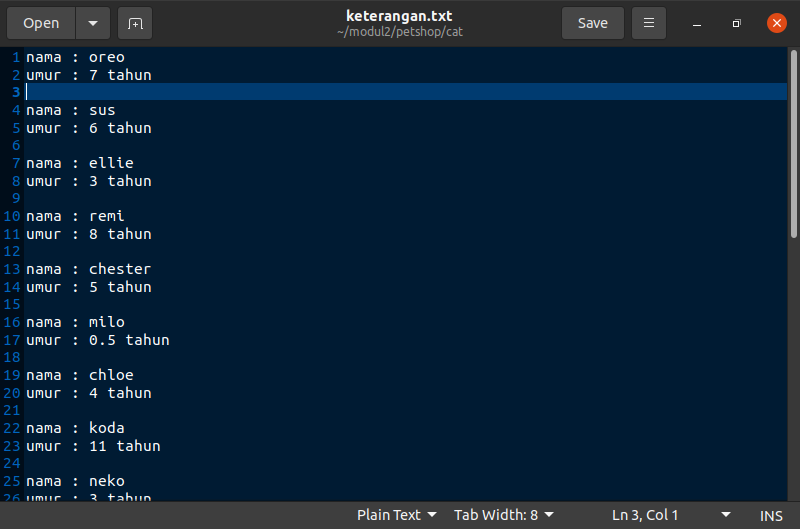 Open
keterangan.txt
~/modul2/petshop/cat
Save
1 nama : oreo
2 umur : 7 tahun
3
4 nama : sus
5 umur : 6 tahun
6
7 nama : ellie
8 umur : 3 tahun
9
10 nama : remi
11 umur : 8 tahun
12
13 nama : chester
14 umur : 5 tahun
15
16 nama : milo
17 umur : 0.5 tahun
18
19 nama : chloe
20 umur : 4 tahun
21
22 nama : koda
23 umur : 11 tahun
24
25 nama : neko
26 umur : 3 tahun
Plain Text Tab Width: 8 Ln 3, Col 1 INS